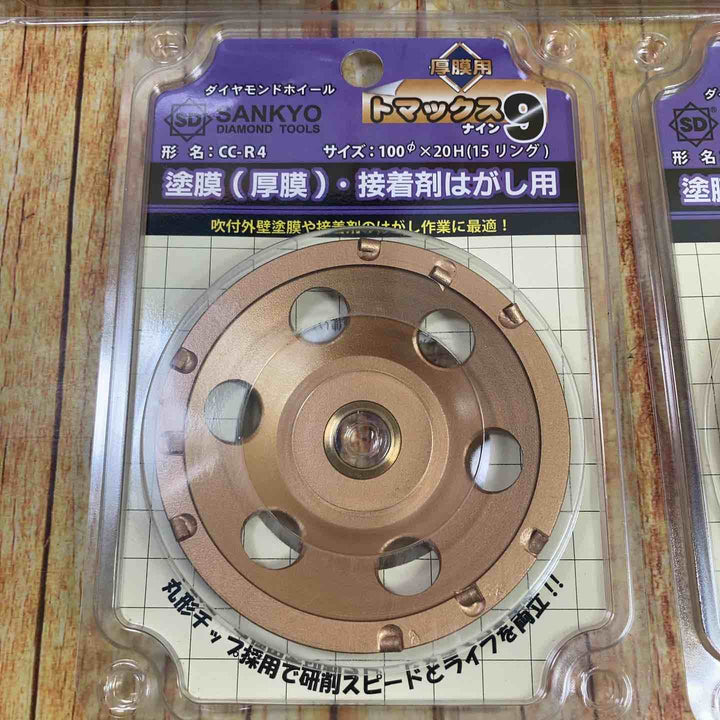 厚膜用
ダイヤモンドホイール
SD
SANKYO
DIAMOND TOOLS
トマックス
ナイン
9
形 名:CC-R4
サイズ:100φ×20H(15リング)
塗膜(厚膜)・接着剤はがし用
吹付外壁塗膜や接着剤のはがし作業に最適!
丸形チップ採用で研削スピードとライフを両立!!
ダイ
SD
形
塗膜